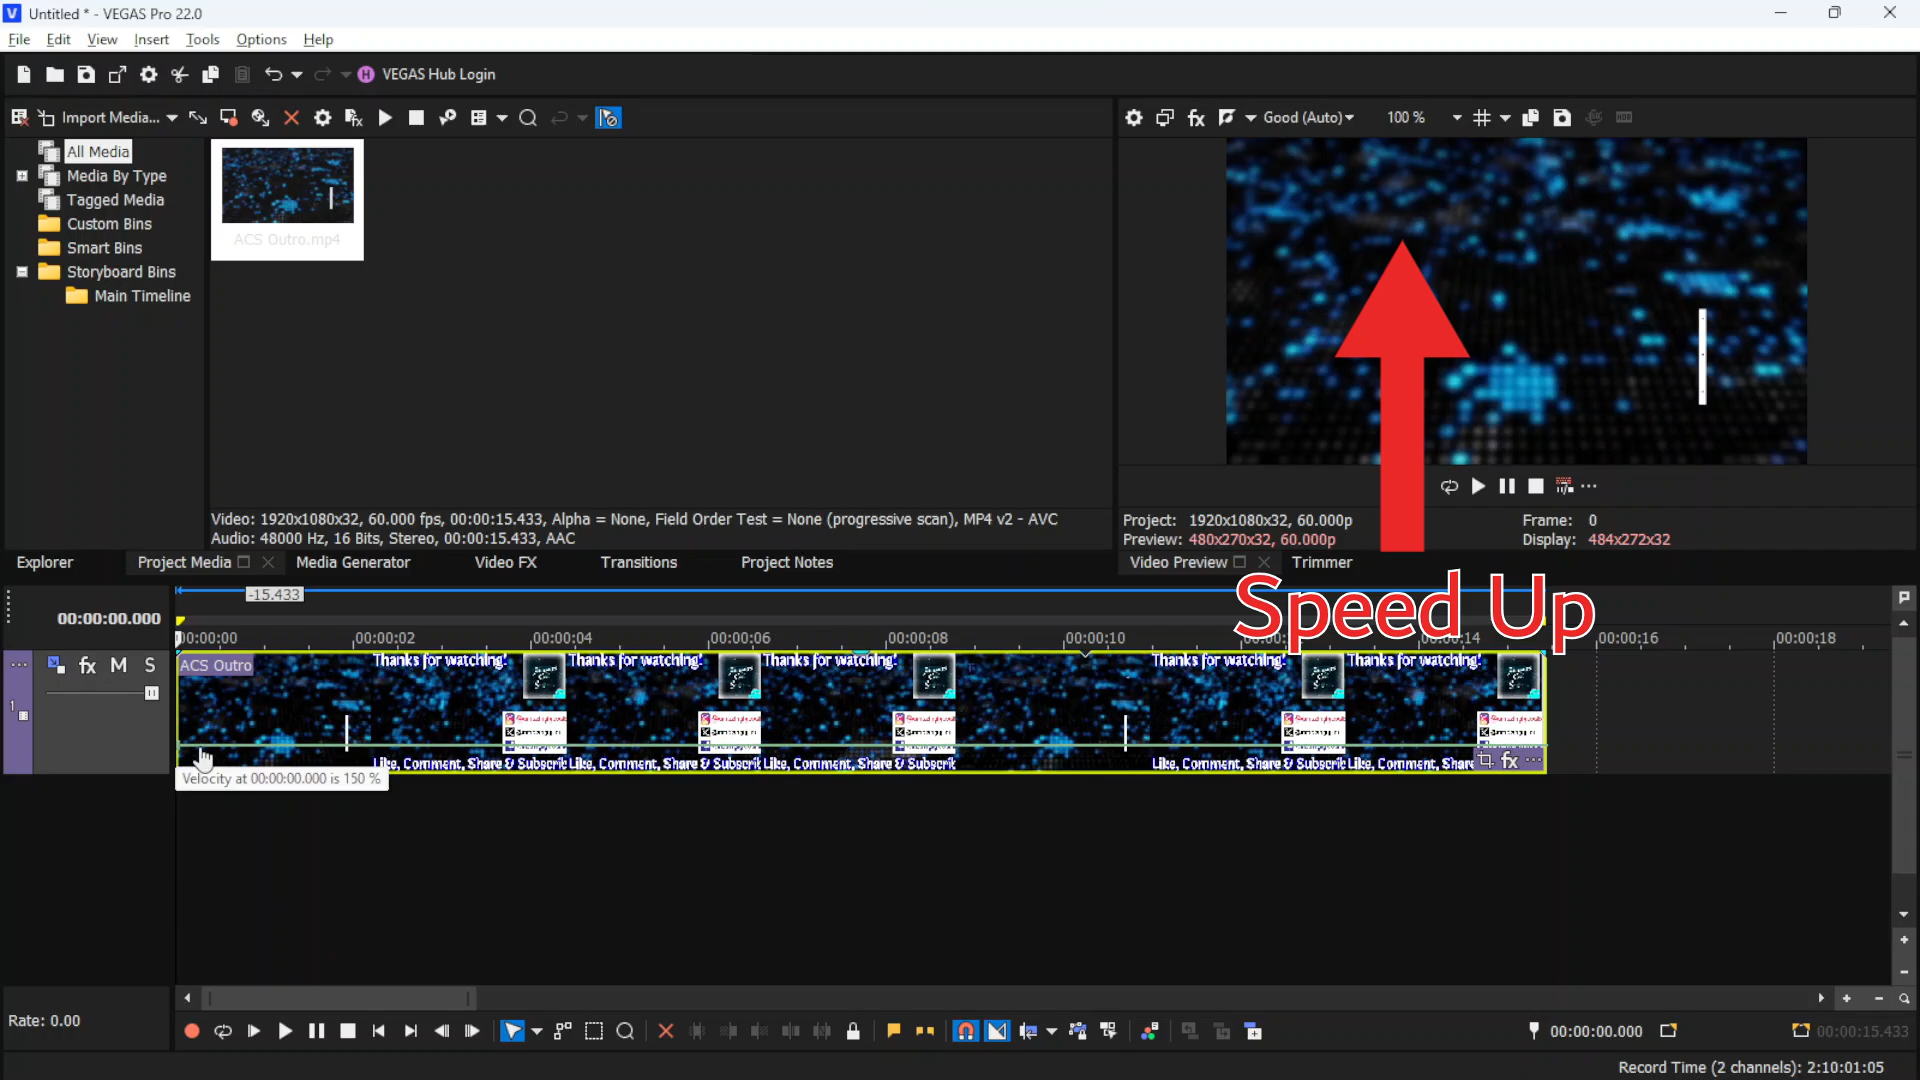 Untitled * - VEGAS Pro 22.0
File Edit View Insert Tools Options Help
VEGAS Hub Login
Import Media...
Good (Auto)
100 %
All Media
Media By Type
Tagged Media
Custom Bins
Smart Bins
Storyboard Bins
Main Timeline
ACS Outro.mp4
Video: 1920x1080x32, 60.000 fps, 00:00:15.433, Alpha = None, Field Order Test = None (progressive scan), MP4 v2 - AVC
Audio: 48000 Hz, 16 Bits, Stereo, 00:00:15.433, AAC
Project: 1920x1080x32, 60.000p
Preview: 480x270x32, 60.000p
Frame: 0
Display: 484x272x32
Explorer Project Media Media Generator Video FX Transitions Project Notes
Video Preview Trimmer
Speed Up
-15.433
00:00:00.000
00:00:00 00:00:02 00:00:04 00:00:06 00:00:08 00:00:10 00:00:16 00:00:18
1
fx M S
ACS Outro
Thanks for watching! Thanks for watching! Thanks for watching! Thanks for watching! Thanks for watching!
Like, Comment, Share & Subscrib Like, Comment, Share & Subscrib Like, Comment, Share & Subscrib Like, Comment, Share & Subscrib Like, Comment, Share
fx
Velocity at 00:00:00.000 is 150 %
Rate: 0.00
00:00:00.000
00:00:15.433
Record Time (2 channels): 2:10:01:05